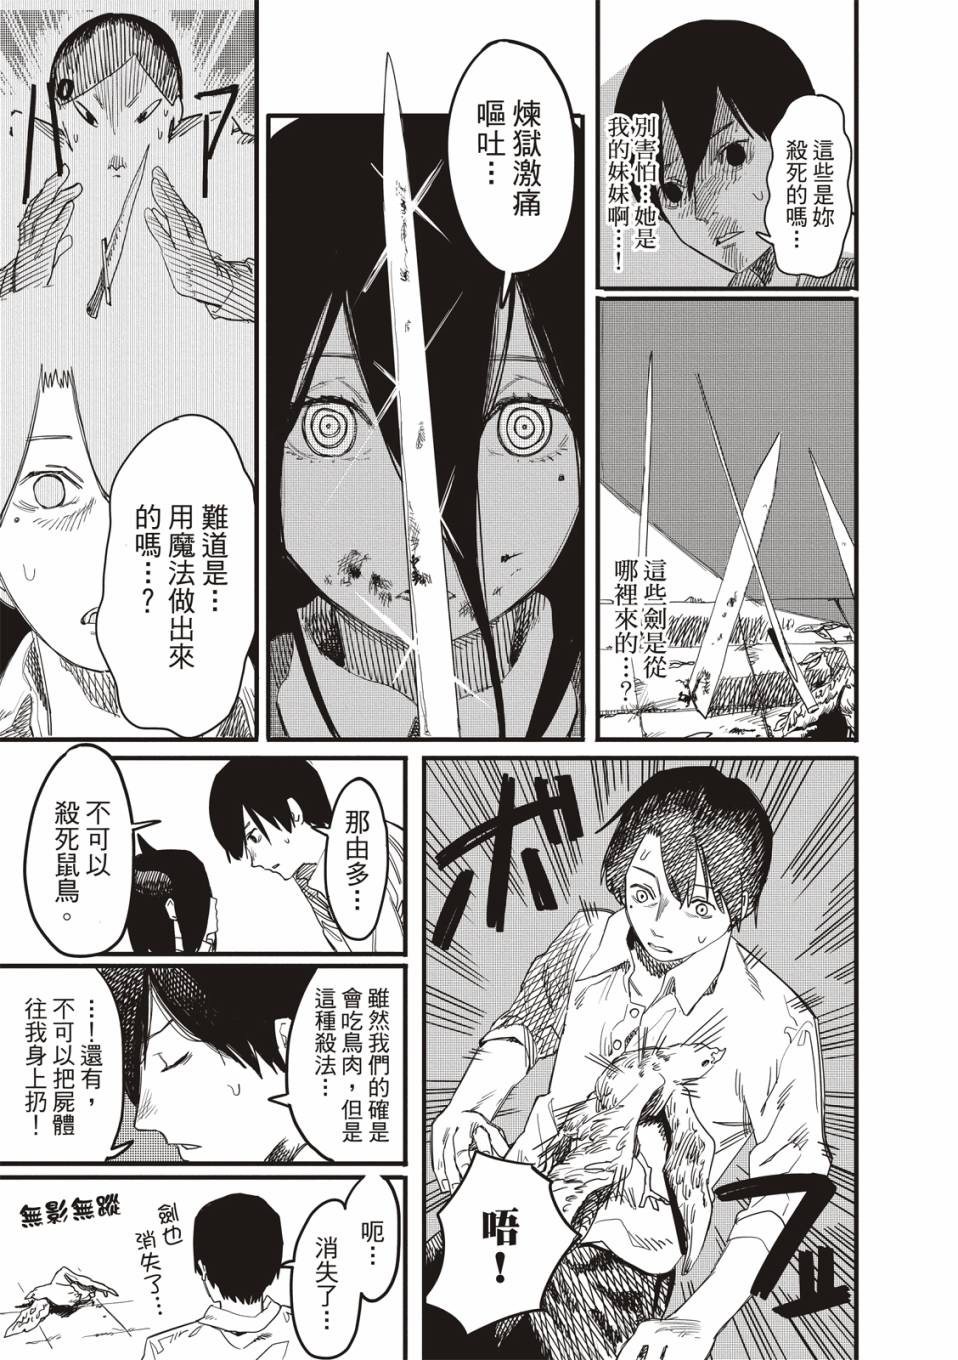 這些是妳
殺死的嗎…
別害怕…她是
我的妹妹啊…！
這些劍是從
哪裡來的…？
煉獄激痛
嘔吐…
パア
難道是…
用魔法做出來
的嗎…？
ボフッ
唔！
那由多…
不可以
殺死鼠鳥。
雖然我們的確是
會吃鳥肉，但是
這種殺法…
…！還有，
不可以把屍體
往我身上扔！
呃…
消失了…
劍也
消失了…
無影無蹤